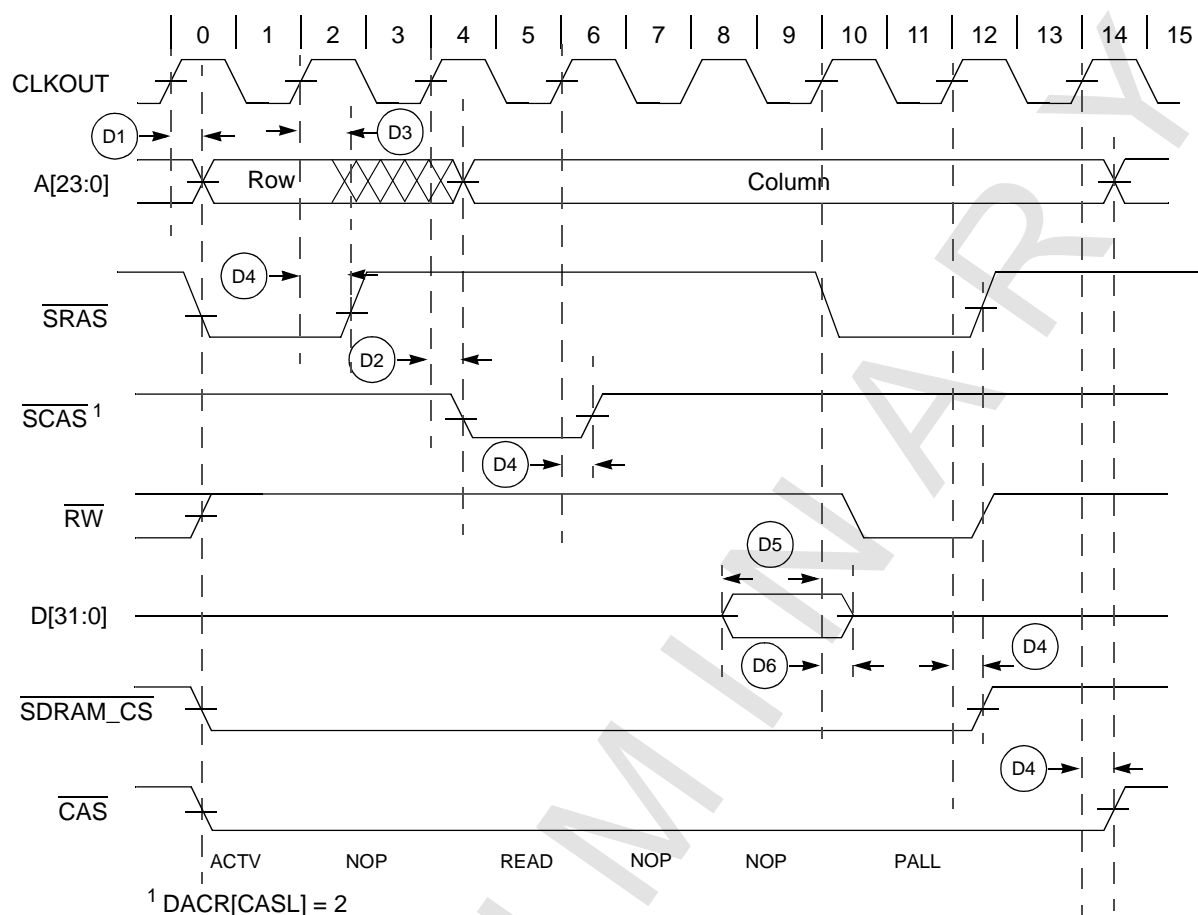 0 1 2 3 4 5 6 7 8 9 10 11 12 13 14 15
CLKOUT
D1 D3
A[23:0] Row Column
D4
SRAS
D2
SCAS 1
D4
RW
D5
D[31:0]
D6 D4
SDRAM_CS
D4
CAS
ACTV NOP READ NOP NOP PALL
1 DACR[CASL] = 2
MINARY